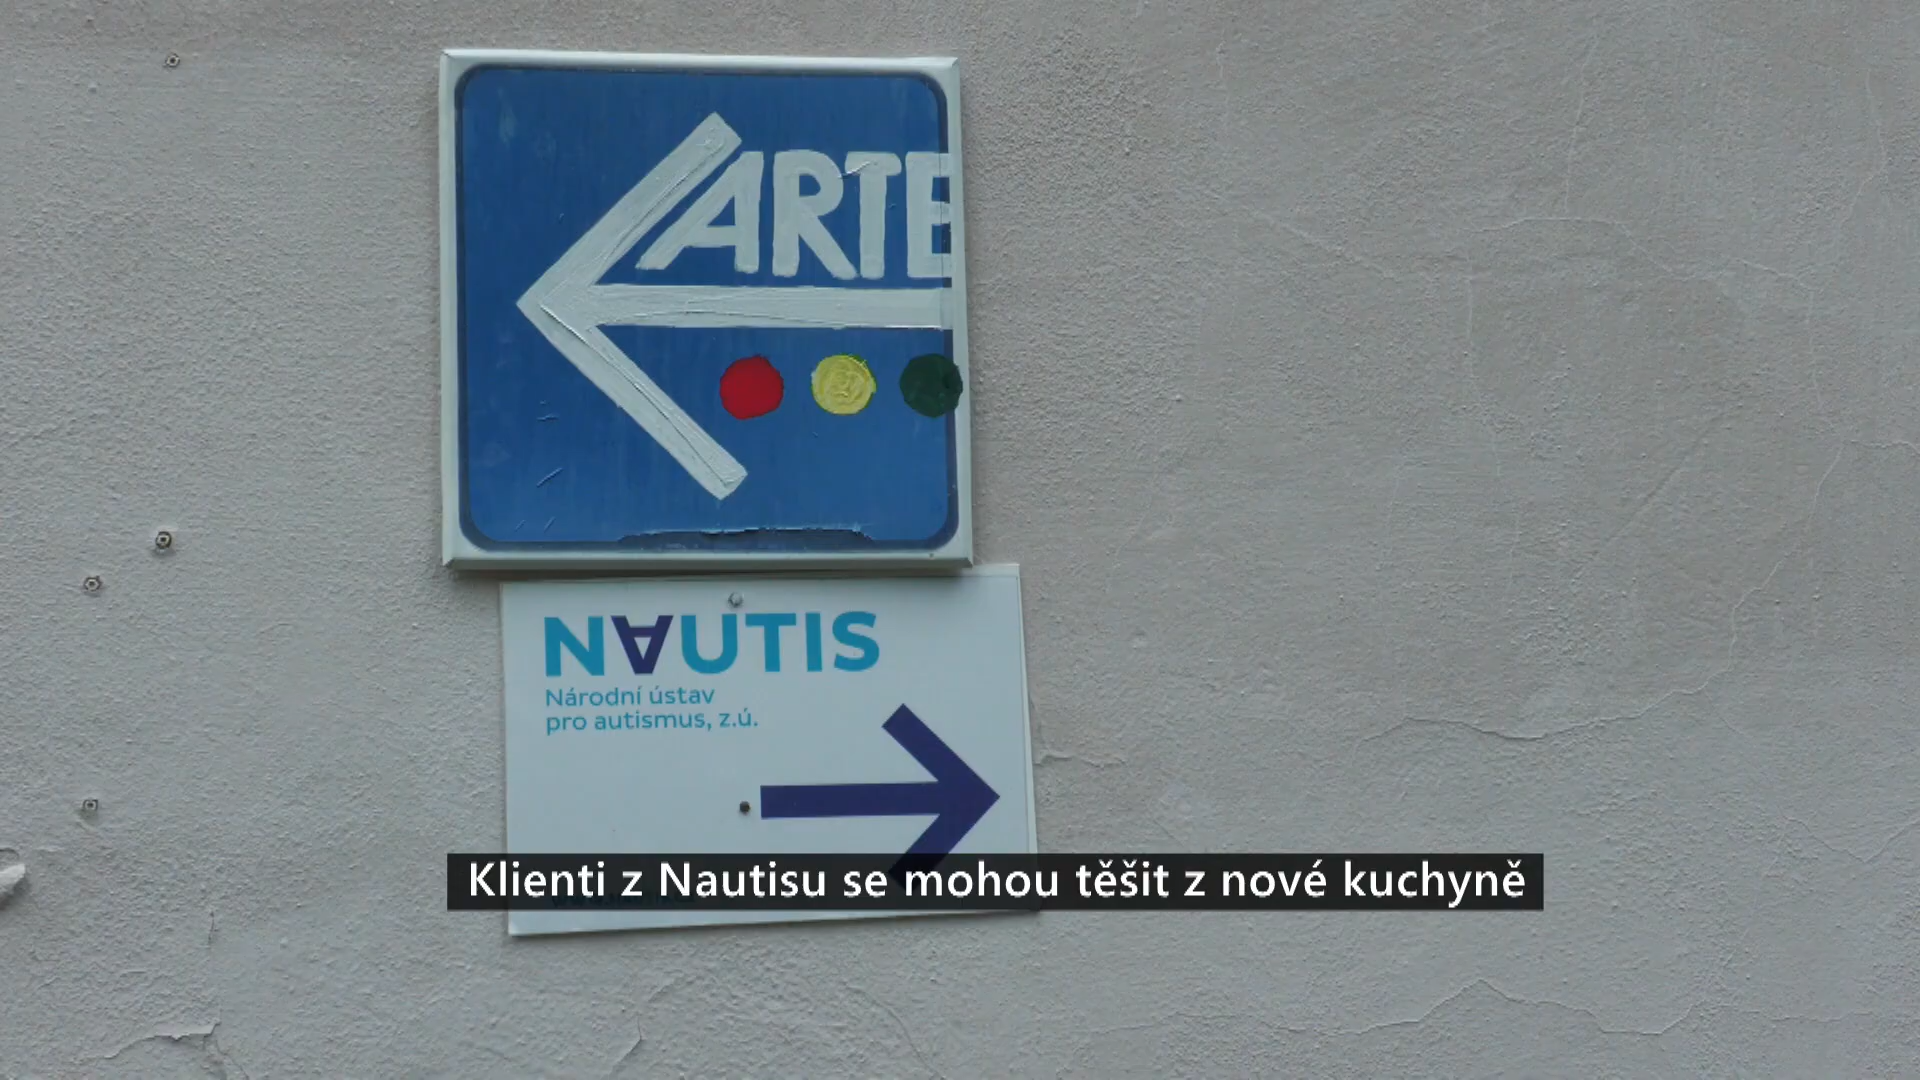 ARTE
NAUTIS
Národní ústav
pro autismus, z.ú.
Klienti z Nautisu se mohou těšit z nové kuchyně